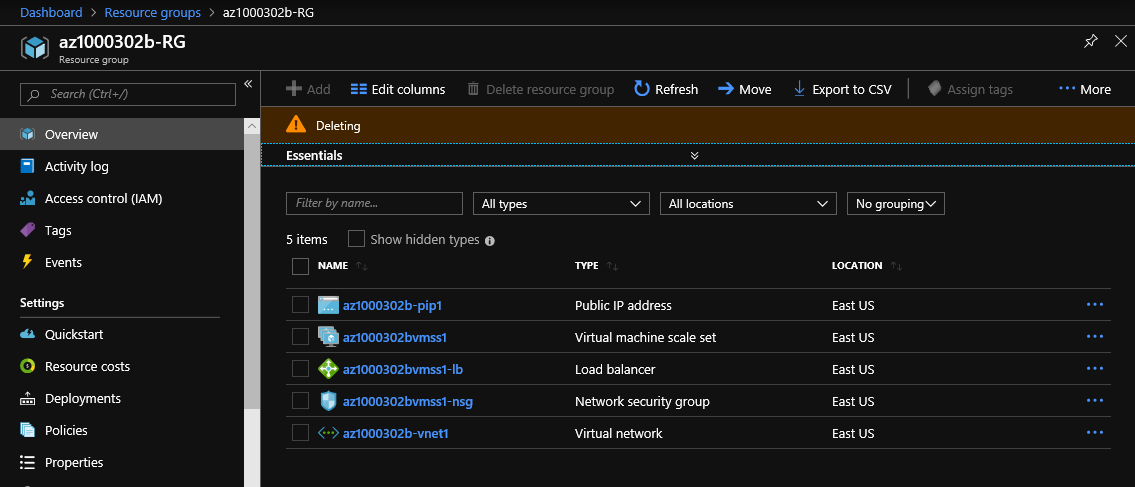 Dashboard > Resource groups > az1000302b-RG
az1000302b-RG
Resource group
Search (Ctrl+/)
Overview
Activity log
Access control (IAM)
Tags
Events
Settings
Quickstart
Resource costs
Deployments
Policies
Properties
Add Edit columns Delete resource group Refresh Move Export to CSV Assign tags More
Deleting
Essentials
Filter by name... All types All locations No grouping
5 items Show hidden types
NAME TYPE LOCATION
az1000302b-pip1 Public IP address East US
az1000302bvmss1 Virtual machine scale set East US
az1000302bvmss1-lb Load balancer East US
az1000302bvmss1-nsg Network security group East US
az1000302b-vnet1 Virtual network East US